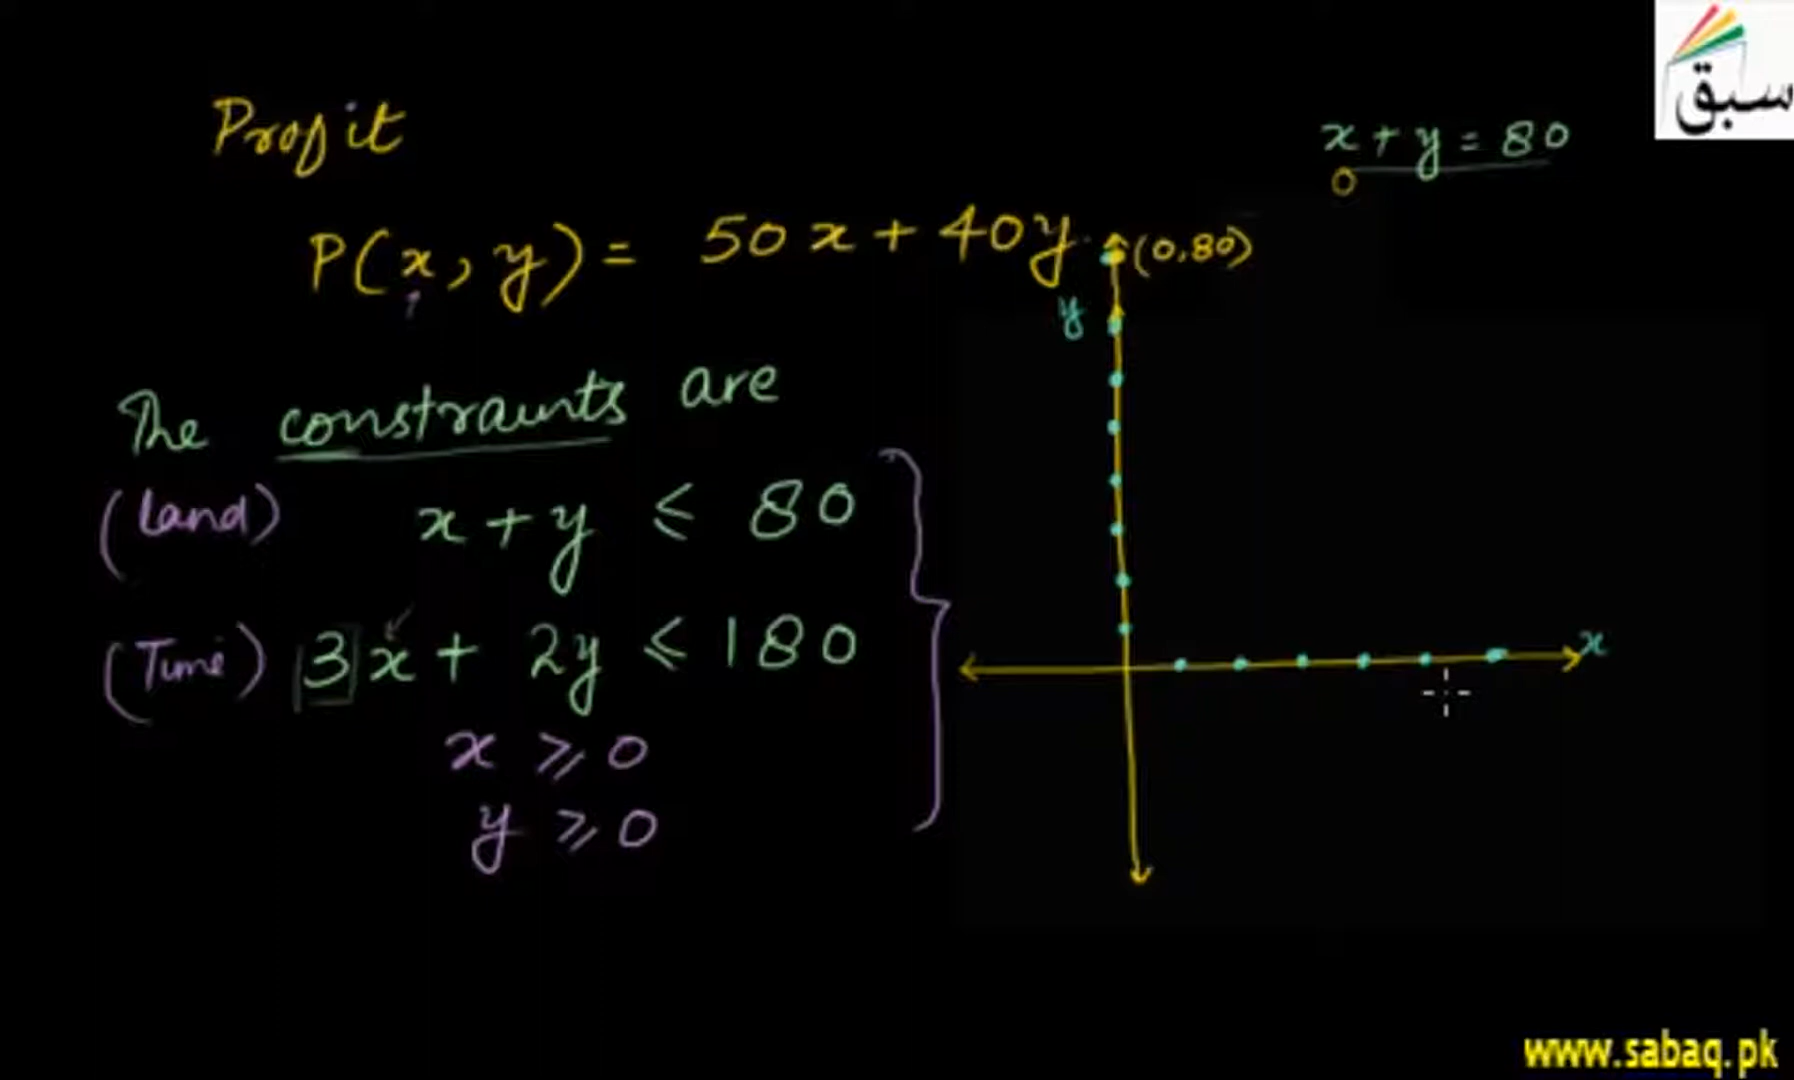 سبق
Profit
x + y = 80
0
P(x, y) = 50x + 40y
(0,80)
y
The constraints are
(Land) x + y ⩽ 80
(Time) 3x + 2y ⩽ 180
x
x ⩾ 0
y ⩾ 0
www.sabaq.pk